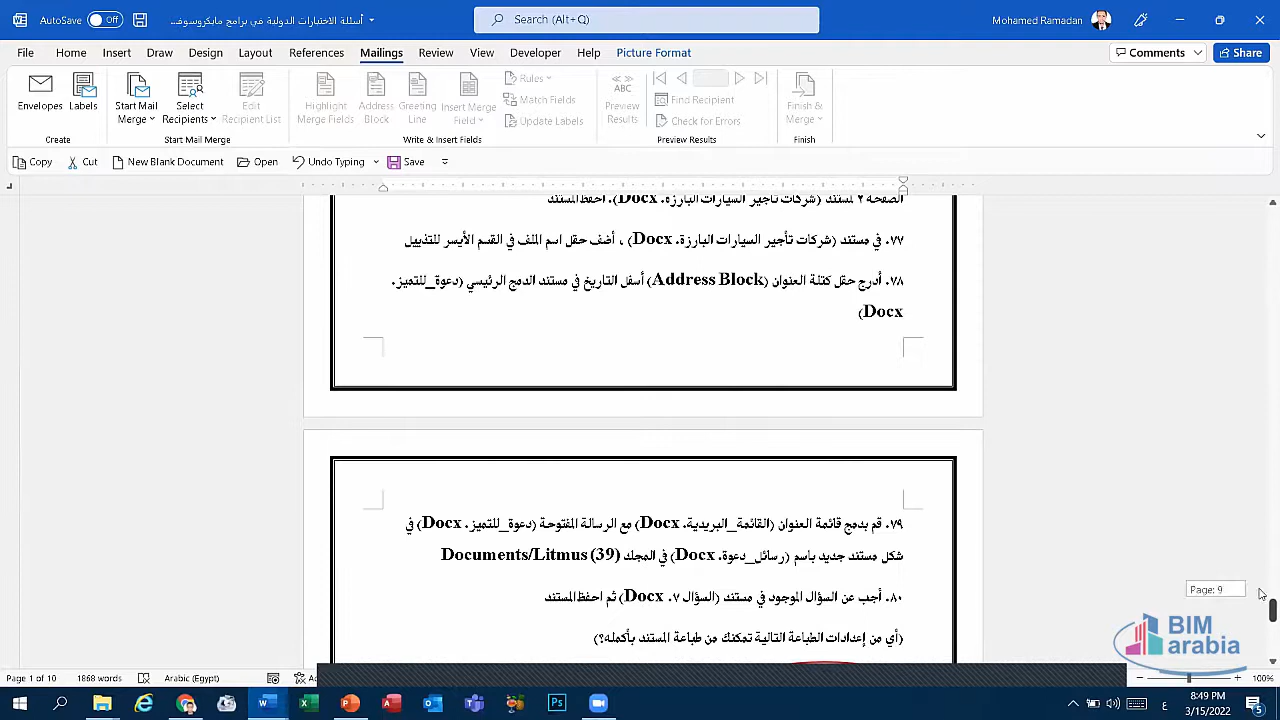 AutoSave Off أسئلة الاختبارات الدولية في برامج مايكروسوف... Search (Alt+Q) Mohamed Ramadan
File Home Insert Draw Design Layout References Mailings Review View Developer Help Picture Format Comments Share
Envelopes Labels Start Mail Merge Select Recipients Edit Recipient List Highlight Merge Fields Address Block Greeting Line Insert Merge Field Rules Match Fields Update Labels Preview Results ABC Find Recipient Check for Errors Finish & Merge
Create Start Mail Merge Write & Insert Fields Preview Results Finish
Copy Cut New Blank Document Open Undo Typing Save
الصفحة ٢ لمستند (شركات تأجير السيارات البارزة. Docx). احفظ المستند
٧٧. في مستند (شركات تأجير السيارات البارزة. Docx) ، أضف حقل اسم الملف في القسم الأيسر للتذييل
٧٨. أدرج حقل كتلة العنوان (Address Block) أسفل التاريخ في مستند الدمج الرئيسي (دعوة_للتميز.
Docx)
٧٩. قم بدمج قائمة العنوان (القائمة_البريدية. Docx) مع الرسالة المفتوحة (دعوة_للتميز. Docx) في
شكل مستند جديد باسم (رسائل_دعوة. Docx) في المجلد Documents/Litmus (39)
٨٠. أجب عن السؤال الموجود في مستند (السؤال ٧. Docx) ثم احفظ المستند
(أي من إعدادات الطباعة التالية تمكنك من طباعة المستند بأكمله؟)
Page: 9
BIM
arabia
Page 1 of 10 1868 words Arabic (Egypt) 100%
8:49 PM
3/15/2022